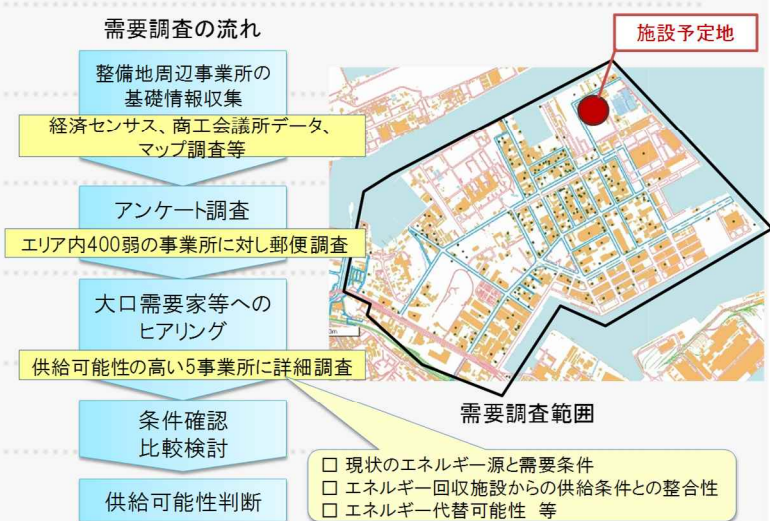 需要調査の流れ
整備地周辺事業所の
基礎情報収集
経済センサス、商工会議所データ、
マップ調査等
アンケート調査
エリア内400弱の事業所に対し郵便調査
大口需要家等への
ヒアリング
供給可能性の高い5事業所に詳細調査
条件確認
比較検討
供給可能性判断
施設予定地
需要調査範囲
□ 現状のエネルギー源と需要条件
□ エネルギー回収施設からの供給条件との整合性
□ エネルギー代替可能性 等